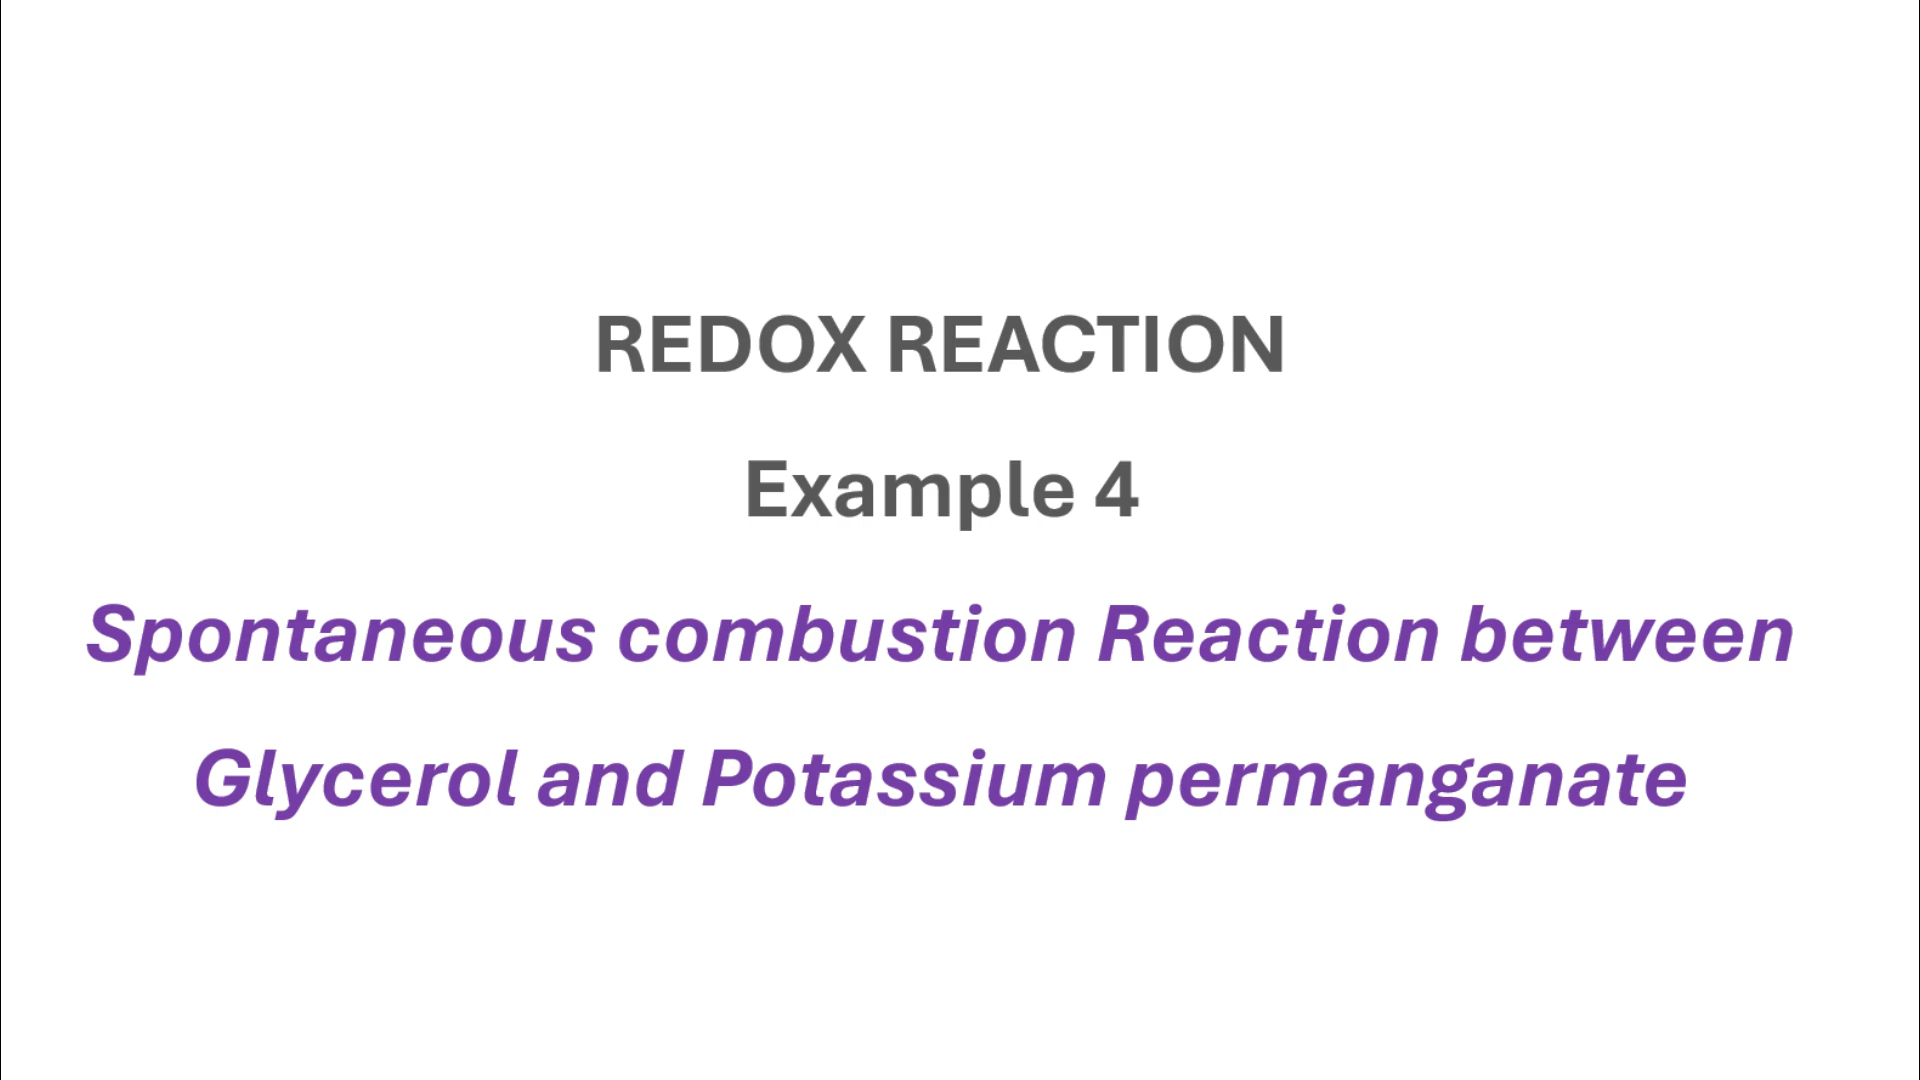 REDOX REACTION
Example 4
Spontaneous combustion Reaction between
Glycerol and Potassium permanganate